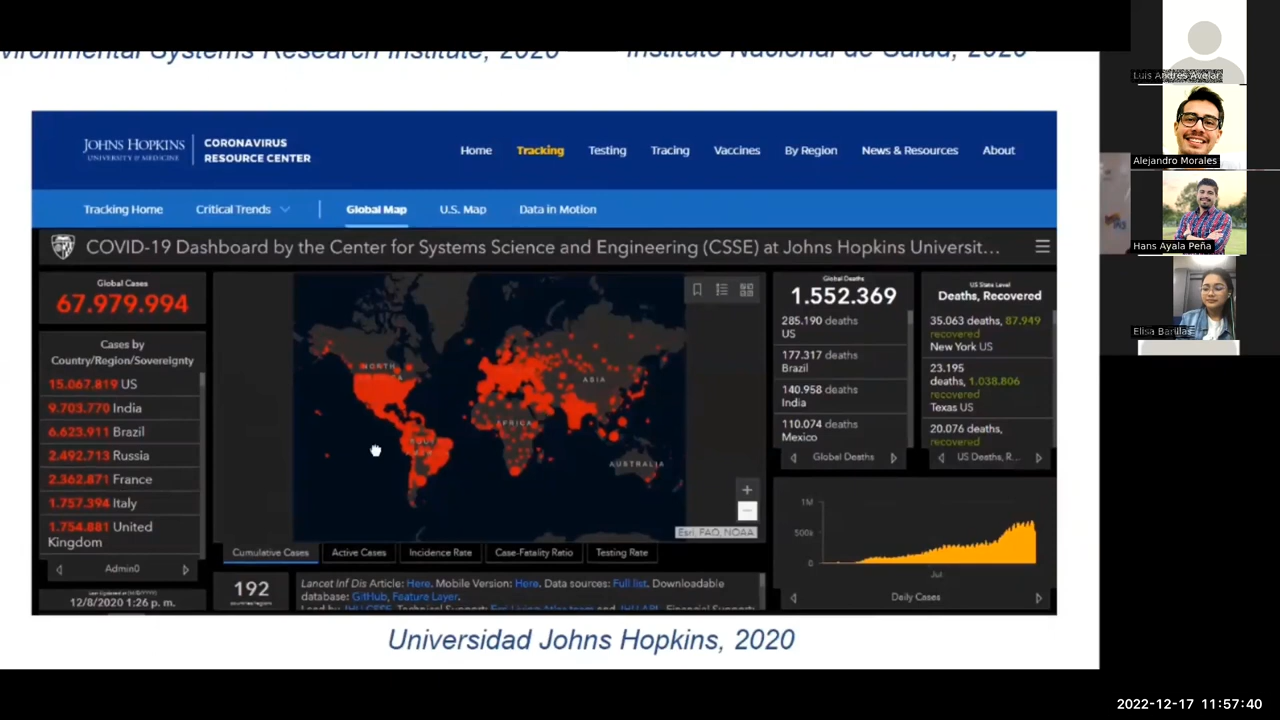 vironmental Systems Research Institute, 2020
Instituto Nacional de Salud, 2020
JOHNS HOPKINS
UNIVERSITY & MEDICINE
CORONAVIRUS
RESOURCE CENTER
Home
Tracking
Testing
Tracing
Vaccines
By Region
News & Resources
About
Tracking Home
Critical Trends
Global Map
U.S. Map
Data in Motion
COVID-19 Dashboard by the Center for Systems Science and Engineering (CSSE) at Johns Hopkins Universit...
Global Cases
67.979.994
Cases by
Country/Region/Sovereignty
15.067.819 US
9.703.770 India
6.623.911 Brazil
2.492.713 Russia
2.362.871 France
1.757.394 Italy
1.754.881 United
Kingdom
Admin0
12/8/2020 1:26 p. m.
NORTH
ASIA
AFRICA
AUSTRALIA
Esri, FAO, NOAA
Cumulative Cases
Active Cases
Incidence Rate
Case-Fatality Ratio
Testing Rate
192
countries/regions
Lancet Inf Dis Article: Here. Mobile Version: Here. Data sources: Full list. Downloadable
database: GitHub, Feature Layer.
Global Deaths
1.552.369
285.190 deaths
US
177.317 deaths
Brazil
140.958 deaths
India
110.074 deaths
Mexico
Global Deaths
US State Level
Deaths, Recovered
35.063 deaths, 87.949
recovered
New York US
23.195
deaths, 1.038.806
recovered
Texas US
20.076 deaths,
recovered
US Deaths, R...
1M
500k
0
Jul
Daily Cases
Universidad Johns Hopkins, 2020
Luis Andrés Avelar
Alejandro Morales
Hans Ayala Peña
Elisa Barillas
2022-12-17 11:57:40